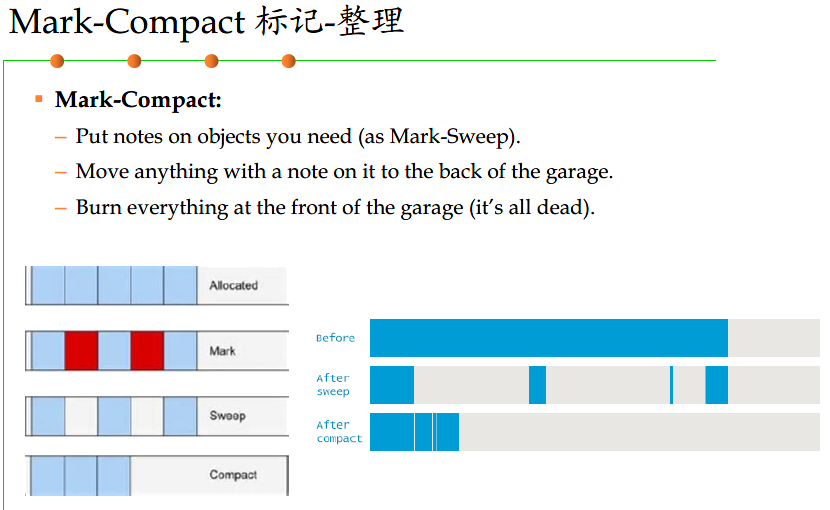 Mark-Compact 标记-整理
Mark-Compact:
– Put notes on objects you need (as Mark-Sweep).
– Move anything with a note on it to the back of the garage.
– Burn everything at the front of the garage (it's all dead).
Allocated
Mark
Sweep
Compact
Before
After
sweep
After
compact